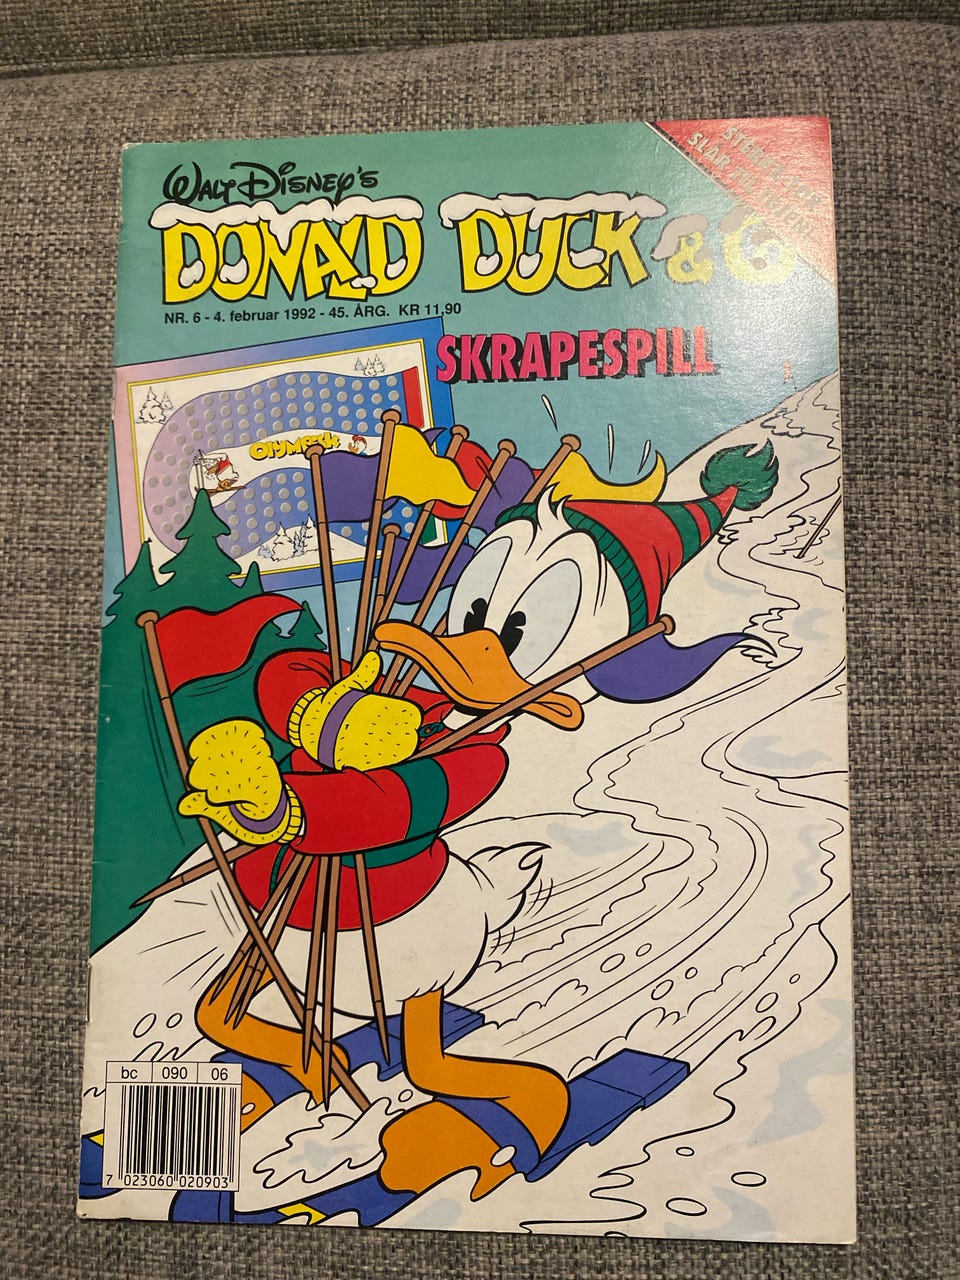 WALT DISNEY'S
DONALD DUCK & Co
SLÅR
NR. 6 - 4. februar 1992 - 45. ÅRG. KR 11,90
SKRAPESPILL
bc 090 06
7 023060 020903